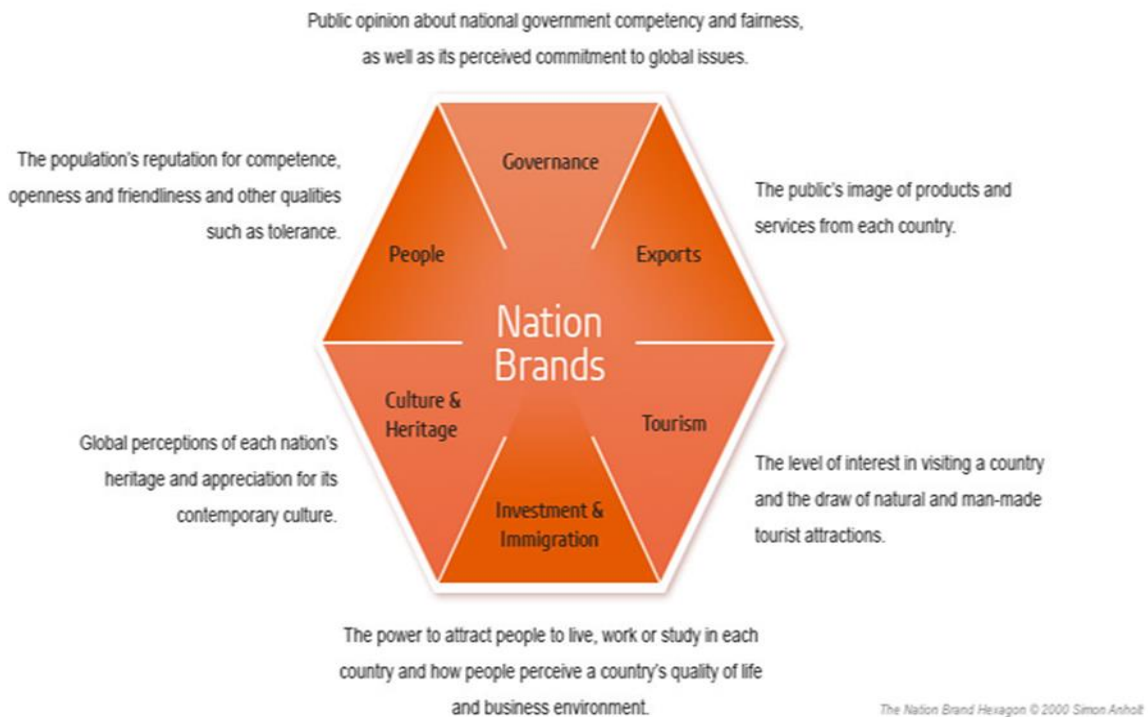 Public opinion about national government competency and fairness,
as well as its perceived commitment to global issues.
Governance
The population's reputation for competence,
openness and friendliness and other qualities
such as tolerance.
People
The public's image of products and
services from each country.
Exports
Nation
Brands
Culture &
Heritage
Global perceptions of each nation's
heritage and appreciation for its
contemporary culture.
Tourism
The level of interest in visiting a country
and the draw of natural and man-made
tourist attractions.
Investment &
Immigration
The power to attract people to live, work or study in each
country and how people perceive a country's quality of life
and business environment.
The Nation Brand Hexagon © 2000 Simon Anholt